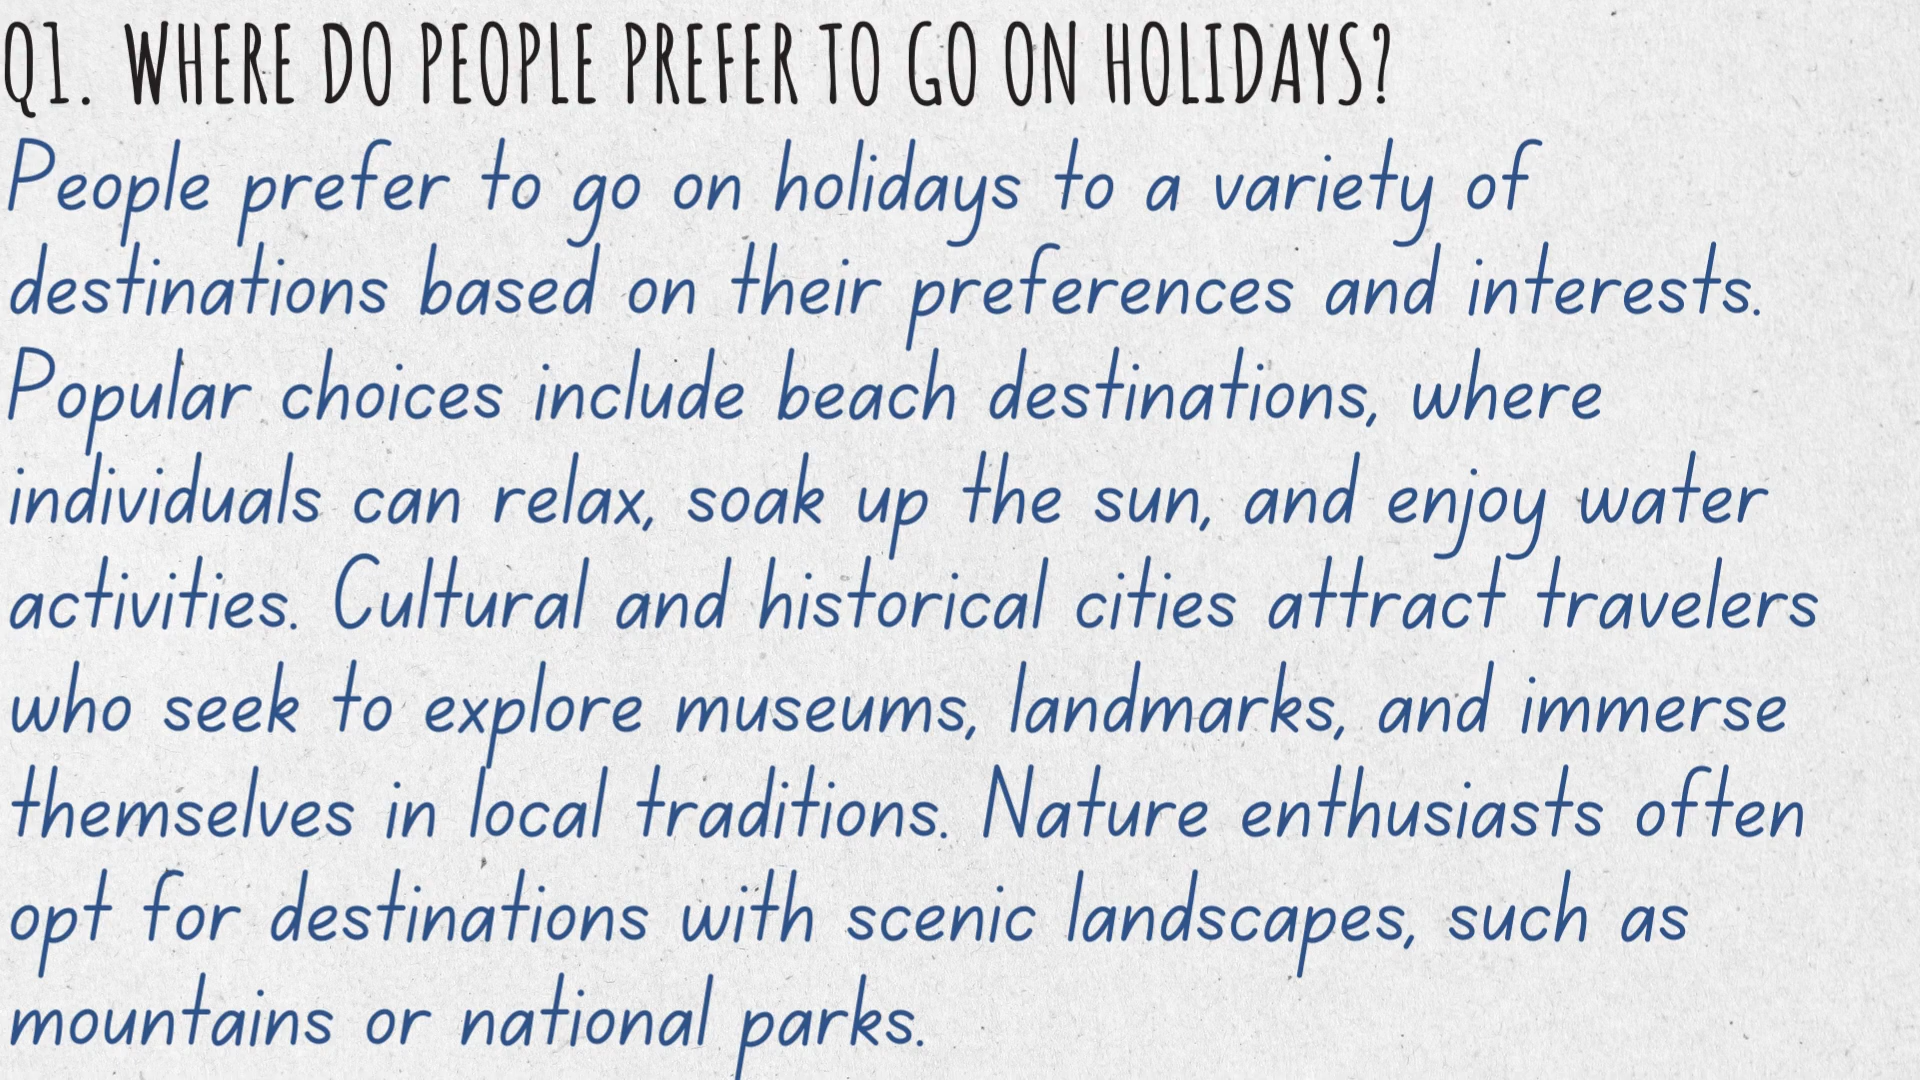 Q1. WHERE DO PEOPLE PREFER TO GO ON HOLIDAYS?
People prefer to go on holidays to a variety of
destinations based on their preferences and interests.
Popular choices include beach destinations, where
individuals can relax, soak up the sun, and enjoy water
activities. Cultural and historical cities attract travelers
who seek to explore museums, landmarks, and immerse
themselves in local traditions. Nature enthusiasts often
opt for destinations with scenic landscapes, such as
mountains or national parks.